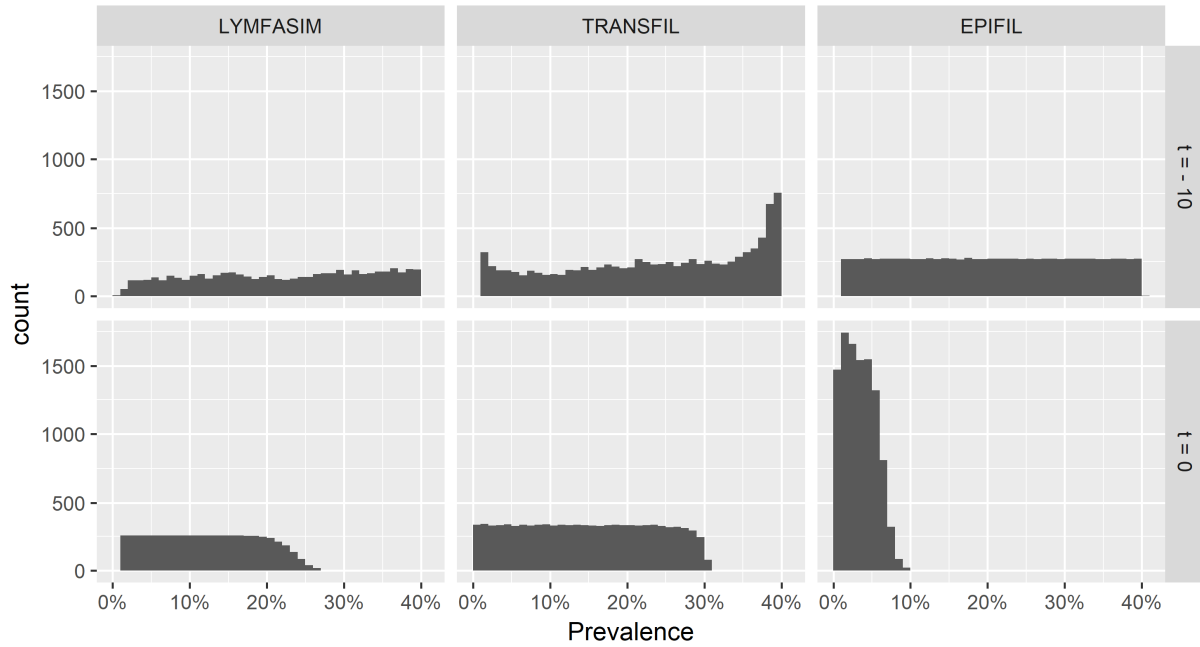 LYMFASIM TRANSFIL EPIFIL
1500
1000
500
0
t = - 10
1500
1000
500
0
t = 0
count
0% 10% 20% 30% 40% 0% 10% 20% 30% 40% 0% 10% 20% 30% 40%
Prevalence